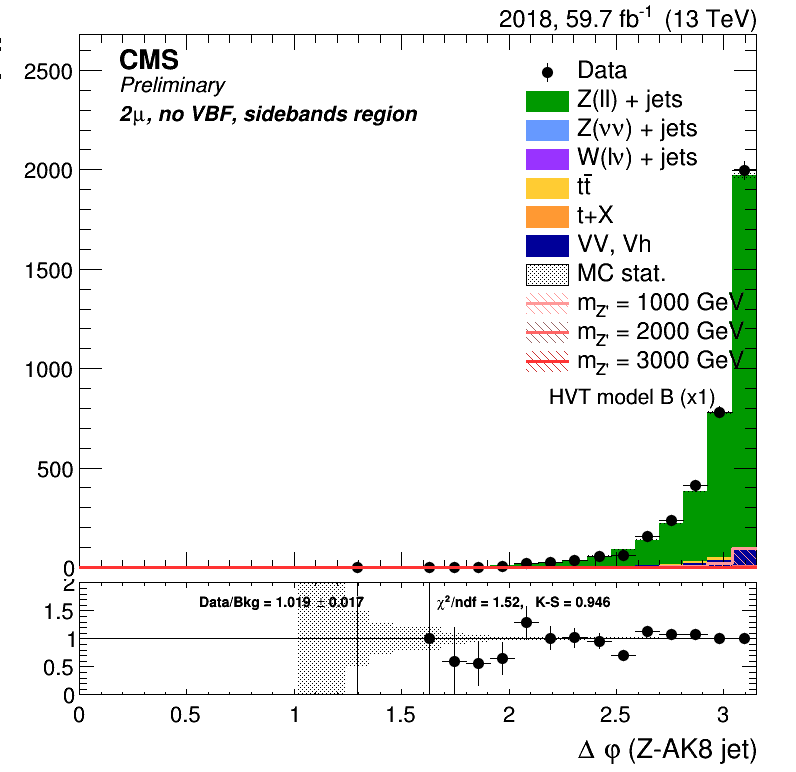 2018, 59.7 fb⁻¹ (13 TeV)
CMS
Preliminary
2μ, no VBF, sidebands region
Data
Z(ll) + jets
Z(νν) + jets
W(lν) + jets
tt̄
t+X
VV, Vh
MC stat.
m_Z' = 1000 GeV
m_Z' = 2000 GeV
m_Z' = 3000 GeV
HVT model B (x1)
2500
2000
1500
1000
500
0
2
1.5
1
0.5
0
Data/Bkg = 1.019 ± 0.017
χ²/ndf = 1.52, K-S = 0.946
0 0.5 1 1.5 2 2.5 3
Δ φ (Z-AK8 jet)